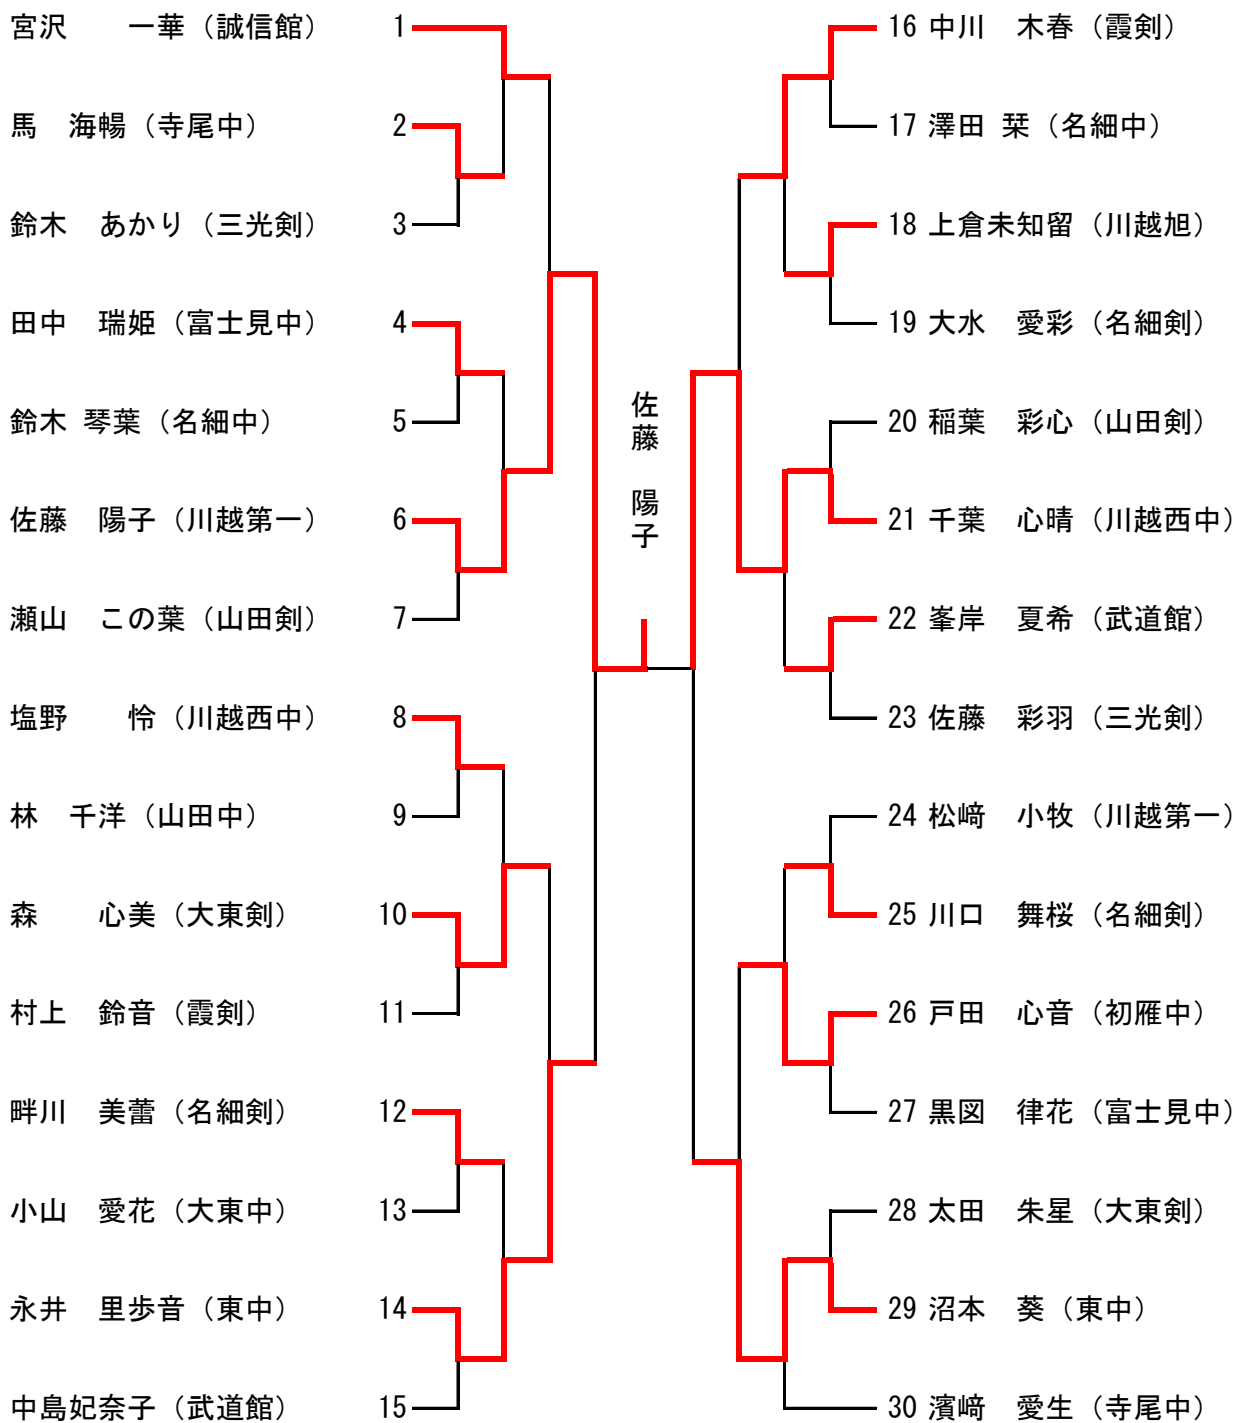 宮沢　　一華（誠信館）　1
馬　海暢（寺尾中）　2
鈴木　あかり（三光剣）　3
田中　瑞姫（富士見中）　4
鈴木 琴葉（名細中）　5
佐藤　陽子（川越第一）　6
瀬山　この葉（山田剣）　7
塩野　　怜（川越西中）　8
林　千洋（山田中）　9
森　　心美（大東剣）　10
村上　鈴音（霞剣）　11
畔川　美蕾（名細剣）　12
小山　愛花（大東中）　13
永井　里歩音（東中）　14
中島妃奈子（武道館）　15
佐藤　陽子
16 中川　木春（霞剣）
17 澤田 栞（名細中）
18 上倉未知留（川越旭）
19 大水　愛彩（名細剣）
20 稲葉　彩心（山田剣）
21 千葉　心晴（川越西中）
22 峯岸　夏希（武道館）
23 佐藤　彩羽（三光剣）
24 松﨑　小牧（川越第一）
25 川口　舞桜（名細剣）
26 戸田　心音（初雁中）
27 黒図　律花（富士見中）
28 太田　朱星（大東剣）
29 沼本　葵（東中）
30 濱﨑　愛生（寺尾中）